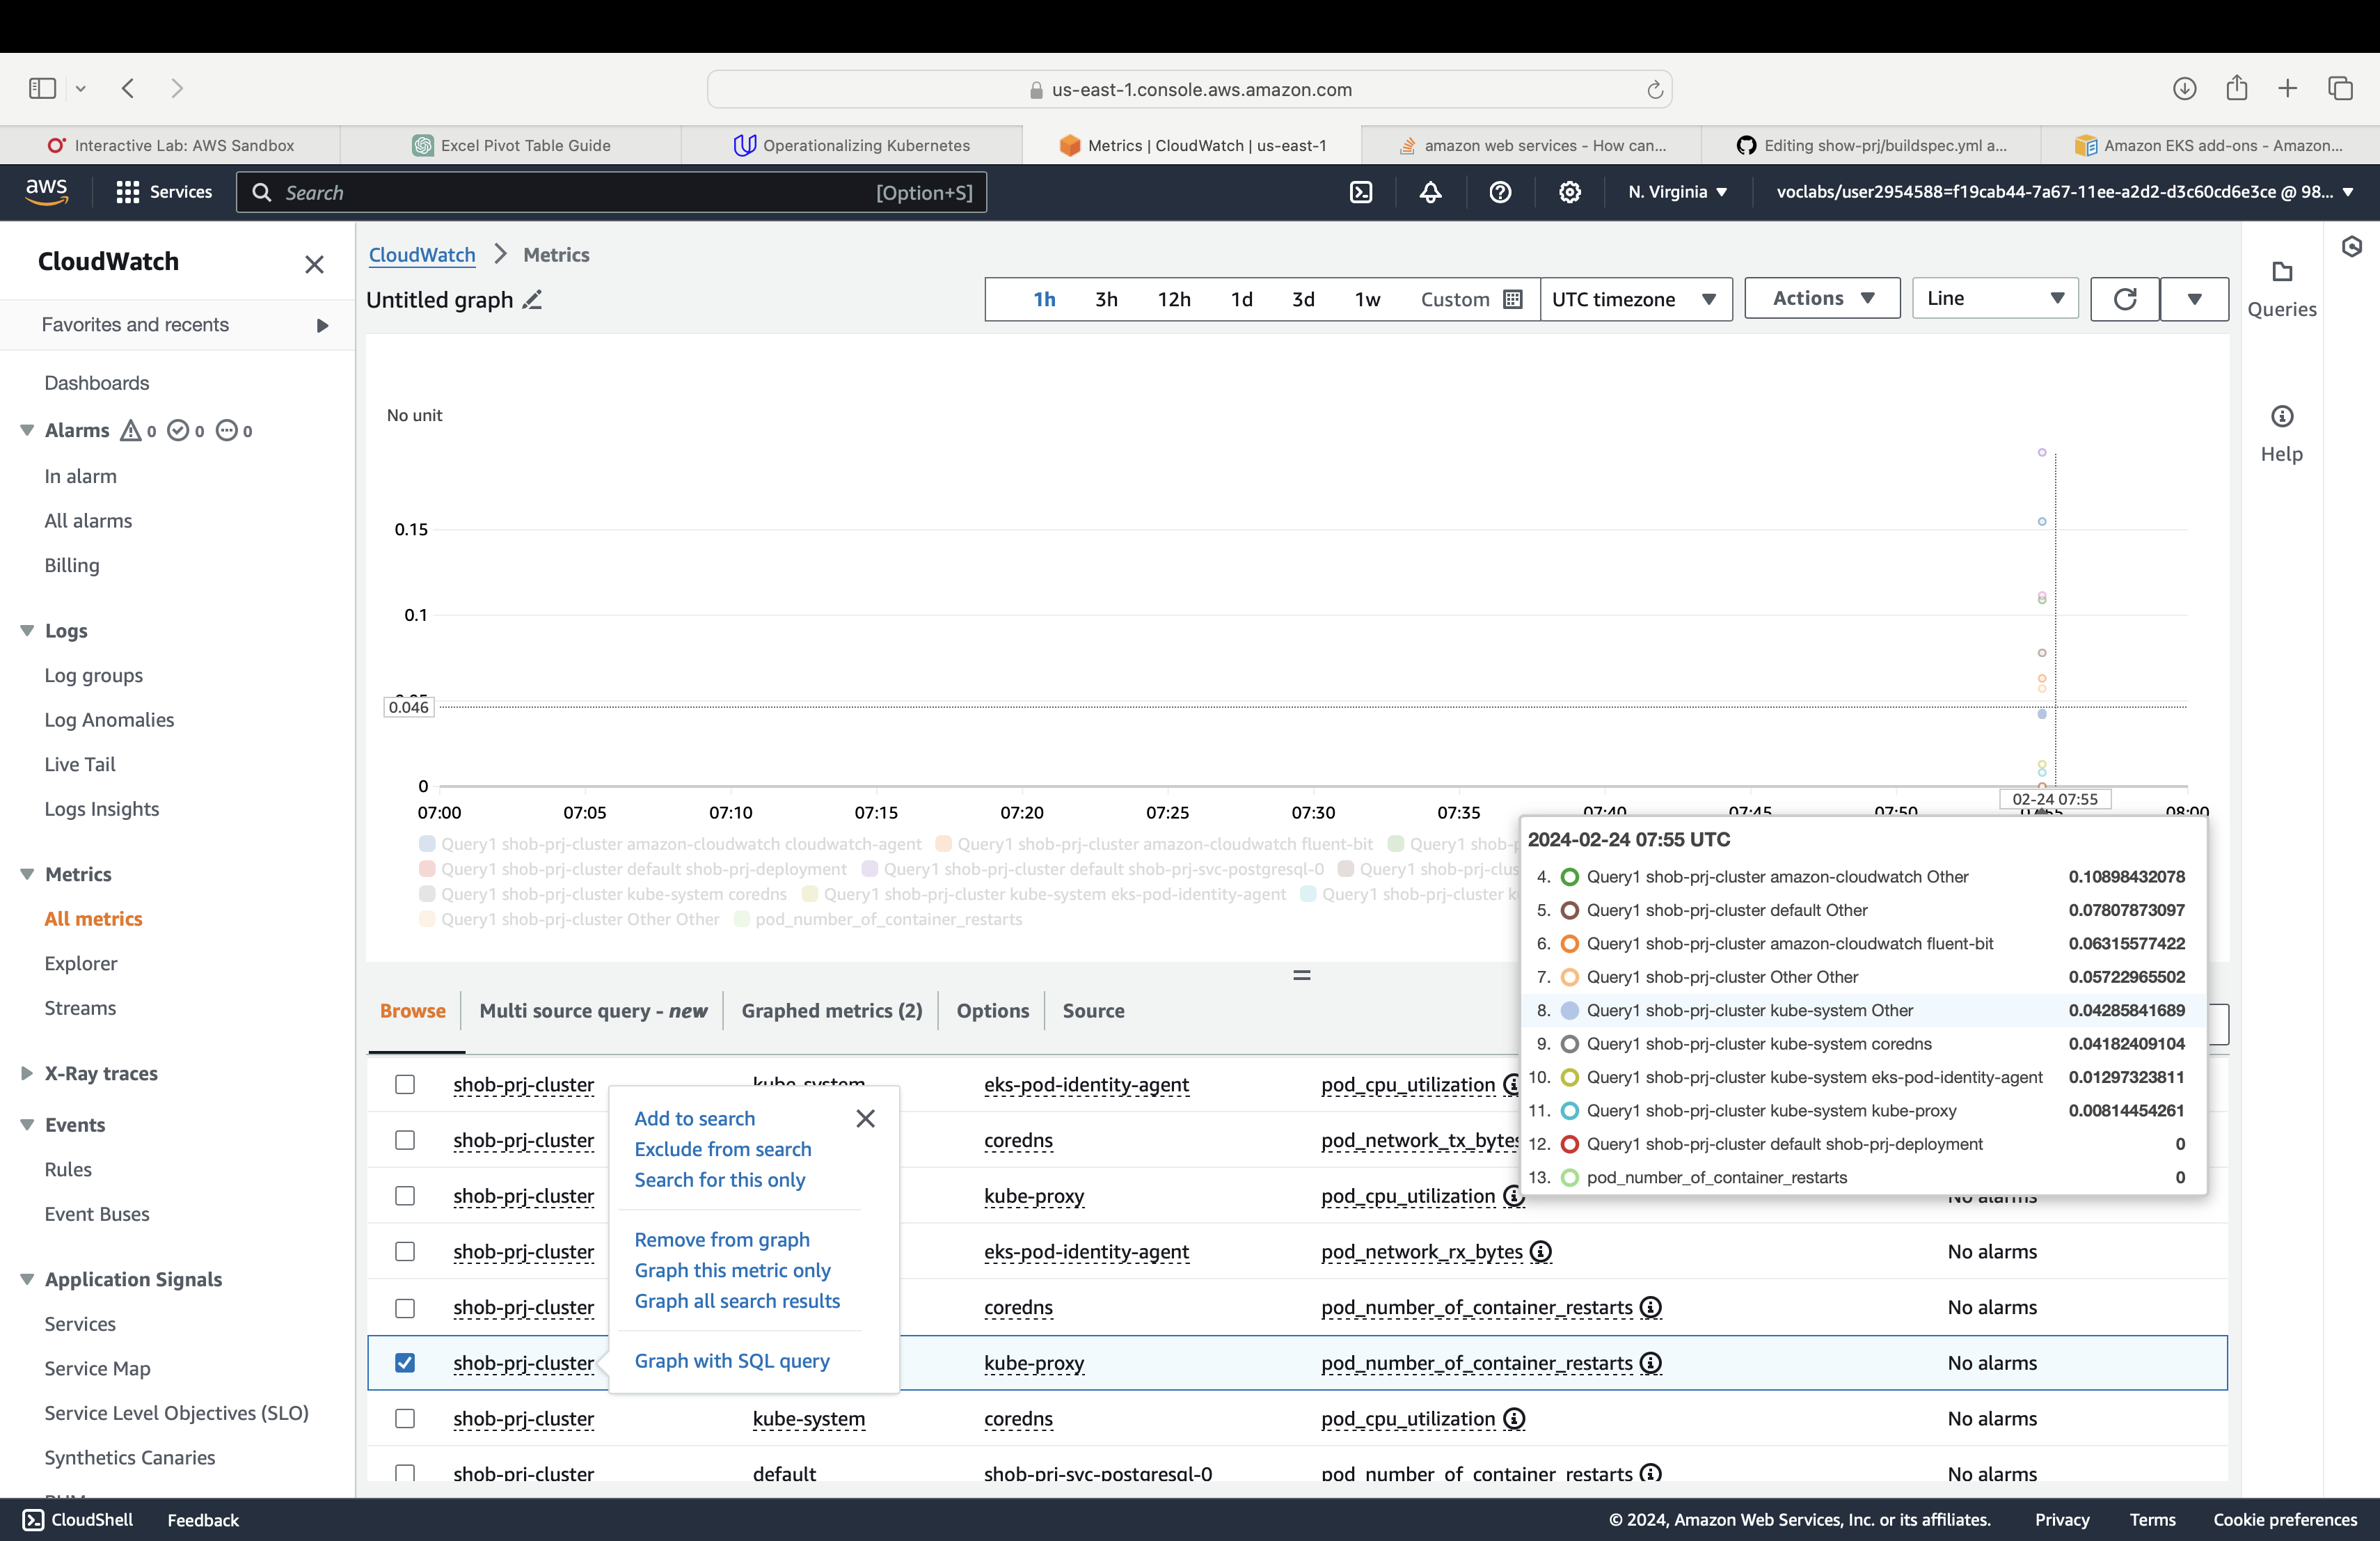 us-east-1.console.aws.amazon.com
Interactive Lab: AWS Sandbox
Excel Pivot Table Guide
Operationalizing Kubernetes
Metrics | CloudWatch | us-east-1
amazon web services - How can...
Editing show-prj/buildspec.yml a...
Amazon EKS add-ons - Amazon...
aws
Services
Search
[Option+S]
N. Virginia
voclabs/user2954588=f19cab44-7a67-11ee-a2d2-d3c60cd6e3ce @ 98...
CloudWatch
Favorites and recents
Dashboards
Alarms 0 0 0
In alarm
All alarms
Billing
Logs
Log groups
Log Anomalies
Live Tail
Logs Insights
Metrics
All metrics
Explorer
Streams
X-Ray traces
Events
Rules
Event Buses
Application Signals
Services
Service Map
Service Level Objectives (SLO)
Synthetics Canaries
CloudWatch > Metrics
Untitled graph
1h 3h 12h 1d 3d 1w Custom
UTC timezone
Actions
Line
Queries
Help
No unit
0.15
0.1
0.046
0
07:00 07:05 07:10 07:15 07:20 07:25 07:30 07:35 07:40 07:45 07:50 08:00
02-24 07:55
Query1 shob-prj-cluster amazon-cloudwatch cloudwatch-agent Query1 shob-prj-cluster amazon-cloudwatch fluent-bit Query1 shob-p
Query1 shob-prj-cluster default shob-prj-deployment Query1 shob-prj-cluster default shob-prj-svc-postgresql-0 Query1 shob-prj-clus
Query1 shob-prj-cluster kube-system coredns Query1 shob-prj-cluster kube-system eks-pod-identity-agent Query1 shob-prj-cluster k
Query1 shob-prj-cluster Other Other pod_number_of_container_restarts
2024-02-24 07:55 UTC
4. Query1 shob-prj-cluster amazon-cloudwatch Other 0.10898432078
5. Query1 shob-prj-cluster default Other 0.07807873097
6. Query1 shob-prj-cluster amazon-cloudwatch fluent-bit 0.06315577422
7. Query1 shob-prj-cluster Other Other 0.05722965502
8. Query1 shob-prj-cluster kube-system Other 0.04285841689
9. Query1 shob-prj-cluster kube-system coredns 0.04182409104
10. Query1 shob-prj-cluster kube-system eks-pod-identity-agent 0.01297323811
11. Query1 shob-prj-cluster kube-system kube-proxy 0.00814454261
12. Query1 shob-prj-cluster default shob-prj-deployment 0
13. pod_number_of_container_restarts 0
Browse
Multi source query - new
Graphed metrics (2)
Options
Source
shob-prj-cluster kube-system eks-pod-identity-agent pod_cpu_utilization
shob-prj-cluster coredns pod_network_tx_bytes
shob-prj-cluster kube-proxy pod_cpu_utilization No alarms
shob-prj-cluster eks-pod-identity-agent pod_network_rx_bytes No alarms
shob-prj-cluster coredns pod_number_of_container_restarts No alarms
shob-prj-cluster kube-proxy pod_number_of_container_restarts No alarms
shob-prj-cluster kube-system coredns pod_cpu_utilization No alarms
shob-prj-cluster default shob-prj-svc-postgresql-0 pod_number_of_container_restarts No alarms
Add to search
Exclude from search
Search for this only
Remove from graph
Graph this metric only
Graph all search results
Graph with SQL query
CloudShell
Feedback
© 2024, Amazon Web Services, Inc. or its affiliates.
Privacy
Terms
Cookie preferences